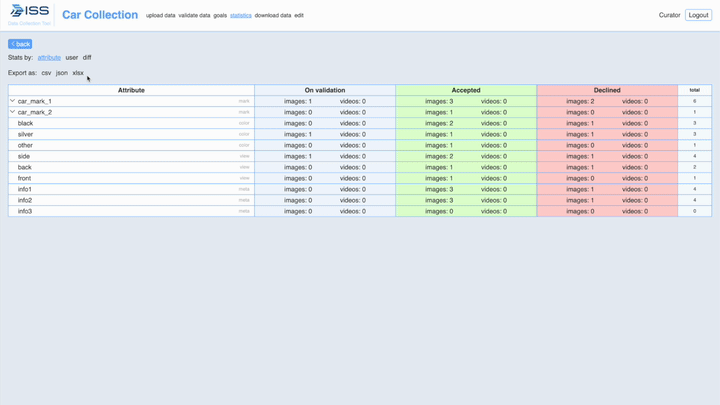 ISS
Data Collection Tool
Car Collection
upload data validate data goals statistics download data edit
Curator
Logout
back
Stats by: attribute user diff
Export as: csv json xlsx
Attribute On validation Accepted Declined total
car_mark_1 mark images: 1 videos: 0 images: 3 videos: 0 images: 2 videos: 0 6
car_mark_2 mark images: 0 videos: 0 images: 1 videos: 0 images: 0 videos: 0 1
black color images: 0 videos: 0 images: 2 videos: 0 images: 1 videos: 0 3
silver color images: 1 videos: 0 images: 1 videos: 0 images: 1 videos: 0 3
other color images: 0 videos: 0 images: 1 videos: 0 images: 0 videos: 0 1
side view images: 1 videos: 0 images: 2 videos: 0 images: 1 videos: 0 4
back view images: 0 videos: 0 images: 1 videos: 0 images: 1 videos: 0 2
front view images: 0 videos: 0 images: 1 videos: 0 images: 0 videos: 0 1
info1 meta images: 0 videos: 0 images: 3 videos: 0 images: 1 videos: 0 4
info2 meta images: 0 videos: 0 images: 3 videos: 0 images: 1 videos: 0 4
info3 meta images: 0 videos: 0 images: 0 videos: 0 images: 0 videos: 0 0